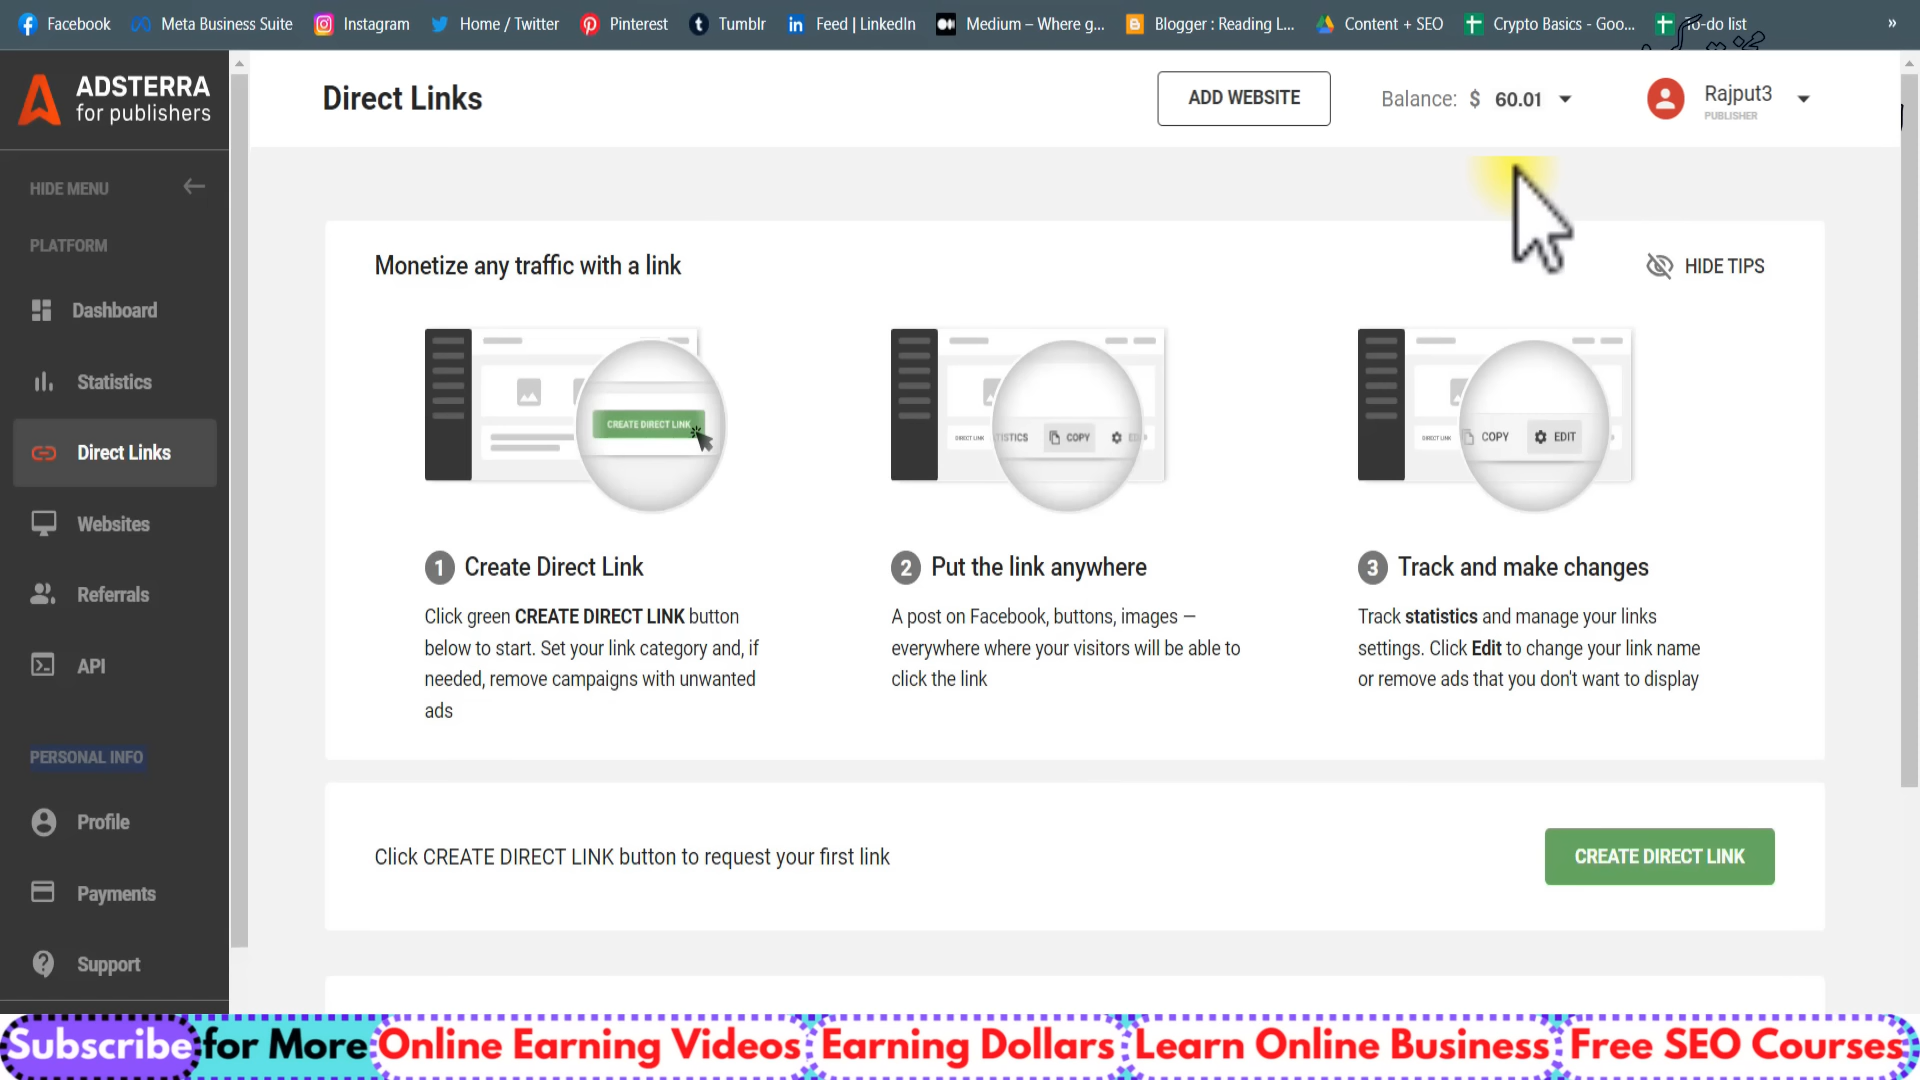 Facebook Meta Business Suite Instagram Home / Twitter Pinterest Tumblr Feed | LinkedIn Medium – Where g... Blogger : Reading L... Content + SEO Crypto Basics - Goo... To-do list »
ADSTERRA
for publishers
Direct Links
ADD WEBSITE
Balance: $ 60.01
Rajput3
PUBLISHER
HIDE MENU
PLATFORM
Dashboard
Statistics
Direct Links
Websites
Referrals
API
PERSONAL INFO
Profile
Payments
Support
Monetize any traffic with a link
HIDE TIPS
CREATE DIRECT LINK
DIRECT LINK
COPY
DIRECT LINK
COPY
EDIT
1 Create Direct Link
Click green CREATE DIRECT LINK button
below to start. Set your link category and, if
needed, remove campaigns with unwanted
ads
2 Put the link anywhere
A post on Facebook, buttons, images —
everywhere where your visitors will be able to
click the link
3 Track and make changes
Track statistics and manage your links
settings. Click Edit to change your link name
or remove ads that you don't want to display
Click CREATE DIRECT LINK button to request your first link
CREATE DIRECT LINK
Subscribe for More Online Earning Videos Earning Dollars Learn Online Business Free SEO Courses